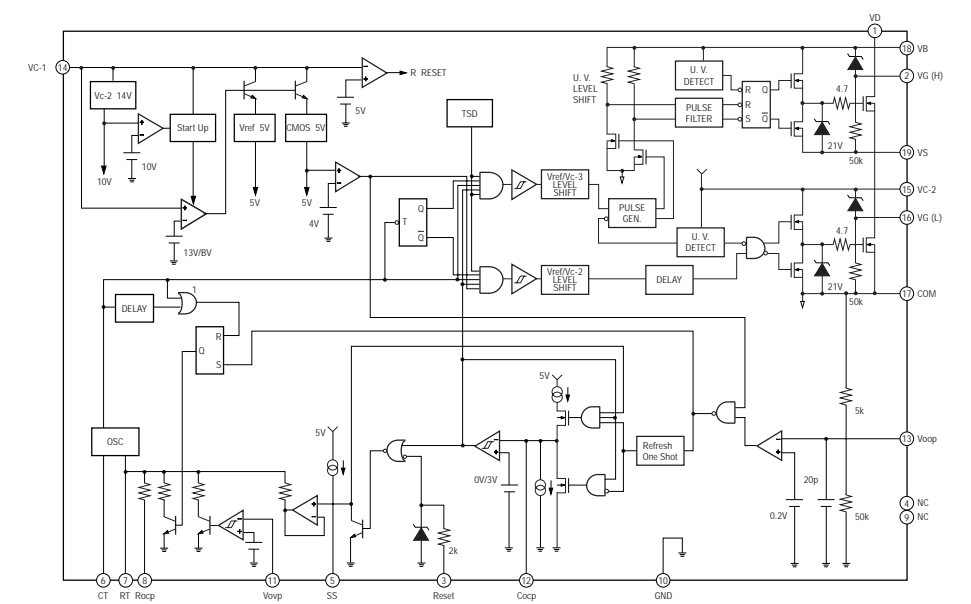 VD
1
VC-1
14
Vc-2 14V
10V
10V
Start Up
13V/8V
Vref 5V
5V
CMOS 5V
5V
5V
R RESET
4V
TSD
T
Q
Q
Vref/Vc-3
LEVEL
SHIFT
Vref/Vc-2
LEVEL
SHIFT
U. V.
LEVEL
SHIFT
PULSE
GEN.
U. V.
DETECT
PULSE
FILTER
R
R
S
Q
Q
4.7
21V
50k
18
VB
2
VG (H)
19
VS
15
VC-2
16
VG (L)
U. V.
DETECT
DELAY
4.7
21V
50k
17
COM
DELAY
1
R
Q
S
OSC
5V
5V
0V/3V
Refresh
One Shot
5k
13
Voop
20p
0.2V
50k
4
NC
9
NC
2k
6
CT
7
RT
8
Rocp
11
Vovp
5
SS
3
Reset
12
Cocp
10
GND